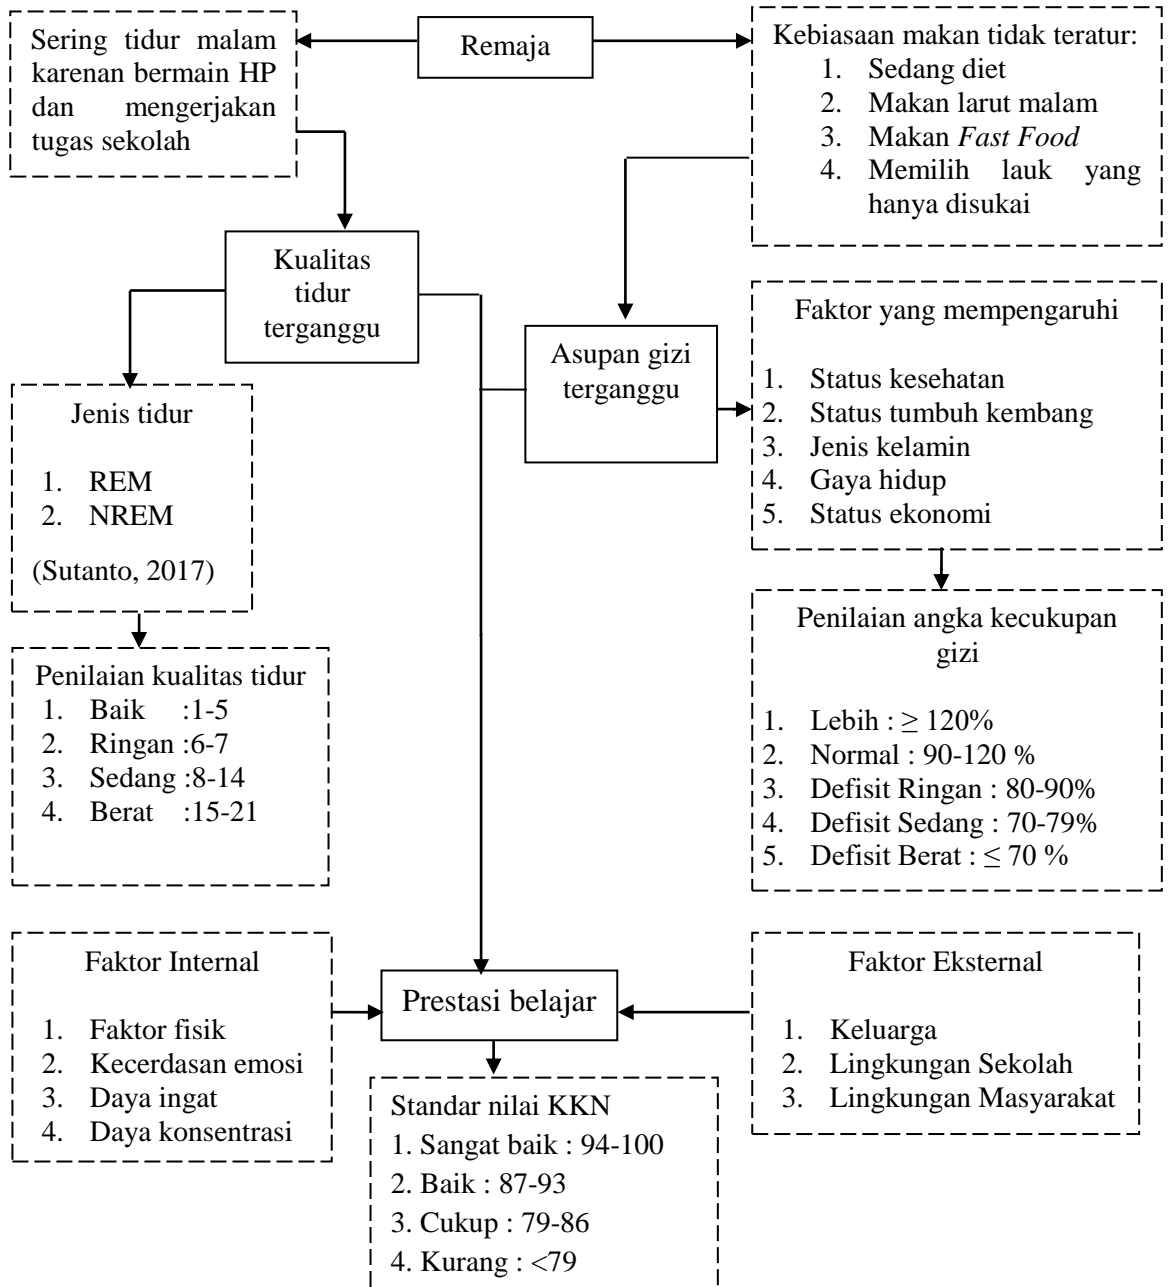 Sering tidur malam
karenan bermain HP
dan mengerjakan
tugas sekolah
Remaja
Kebiasaan makan tidak teratur:
1. Sedang diet
2. Makan larut malam
3. Makan Fast Food
4. Memilih lauk yang
hanya disukai
Kualitas
tidur
terganggu
Asupan gizi
terganggu
Faktor yang mempengaruhi
1. Status kesehatan
2. Status tumbuh kembang
3. Jenis kelamin
4. Gaya hidup
5. Status ekonomi
Jenis tidur
1. REM
2. NREM
(Sutanto, 2017)
Penilaian kualitas tidur
1. Baik :1-5
2. Ringan :6-7
3. Sedang :8-14
4. Berat :15-21
Penilaian angka kecukupan
gizi
1. Lebih : ≥ 120%
2. Normal : 90-120 %
3. Defisit Ringan : 80-90%
4. Defisit Sedang : 70-79%
5. Defisit Berat : ≤ 70 %
Faktor Internal
1. Faktor fisik
2. Kecerdasan emosi
3. Daya ingat
4. Daya konsentrasi
Prestasi belajar
Faktor Eksternal
1. Keluarga
2. Lingkungan Sekolah
3. Lingkungan Masyarakat
Standar nilai KKN
1. Sangat baik : 94-100
2. Baik : 87-93
3. Cukup : 79-86
4. Kurang : <79